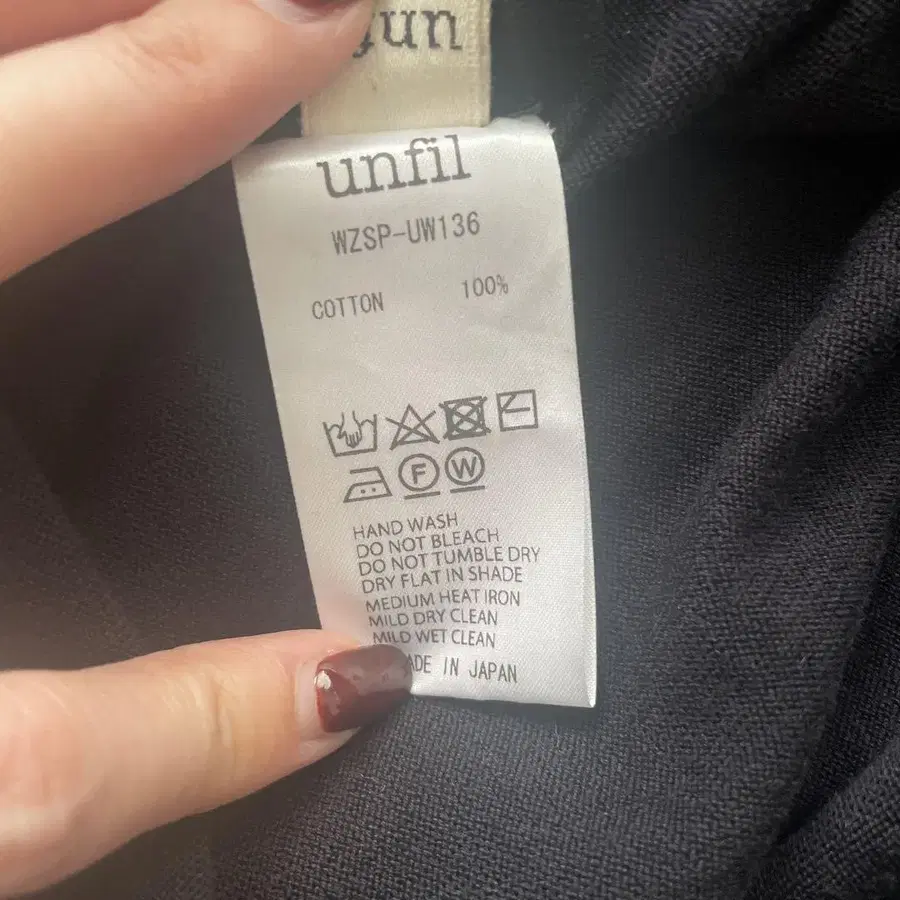 unfil
WZSP-UW136
COTTON 100%
F W
HAND WASH
DO NOT BLEACH
DO NOT TUMBLE DRY
DRY FLAT IN SHADE
MEDIUM HEAT IRON
MILD DRY CLEAN
MILD WET CLEAN
IN JAPAN